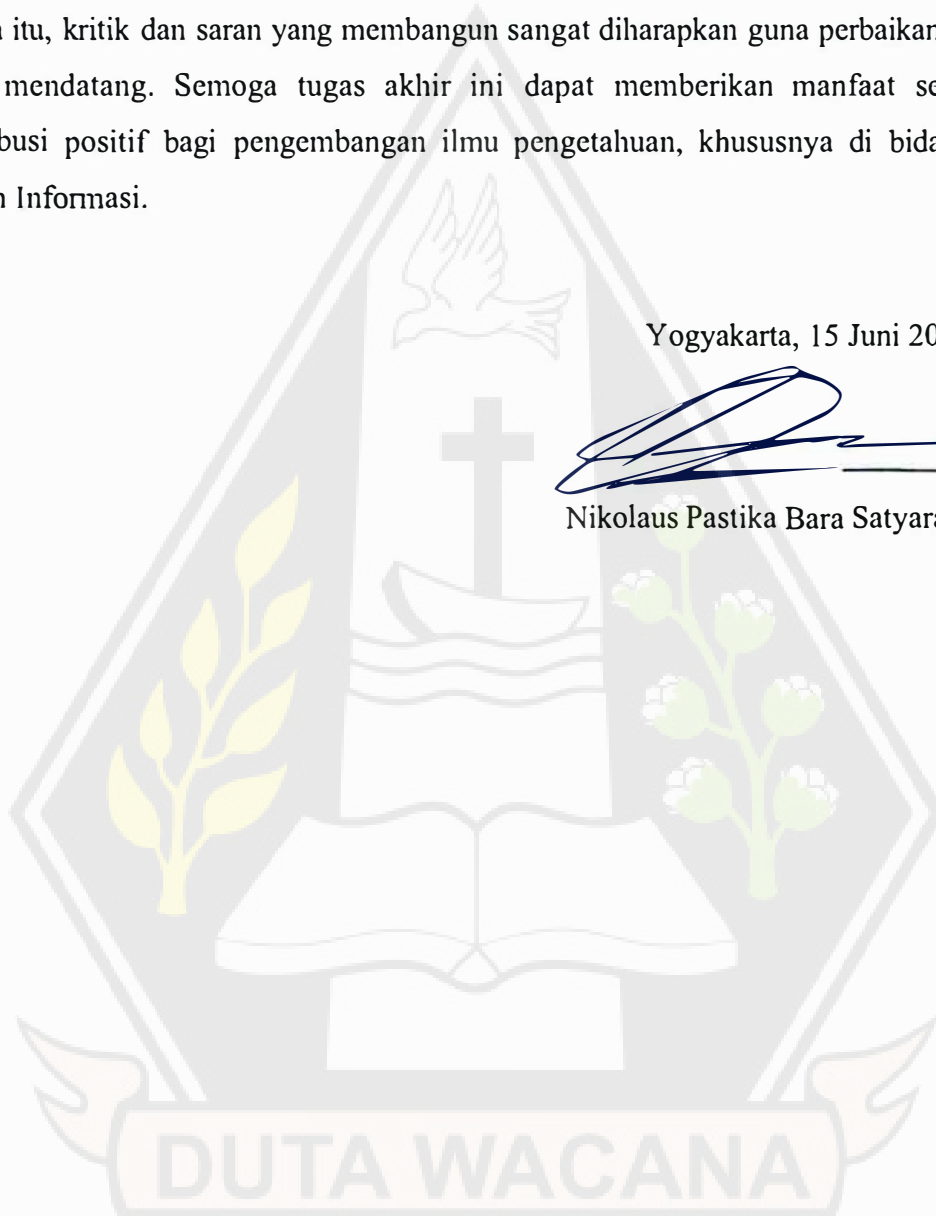 itu, kritik dan saran yang membangun sangat diharapkan guna perbaikan
mendatang. Semoga tugas akhir ini dapat memberikan manfaat se
busi positif bagi pengembangan ilmu pengetahuan, khususnya di bida
Informasi.
Yogyakarta, 15 Juni 20
Nikolaus Pastika Bara Satyara
DUTA WACANA